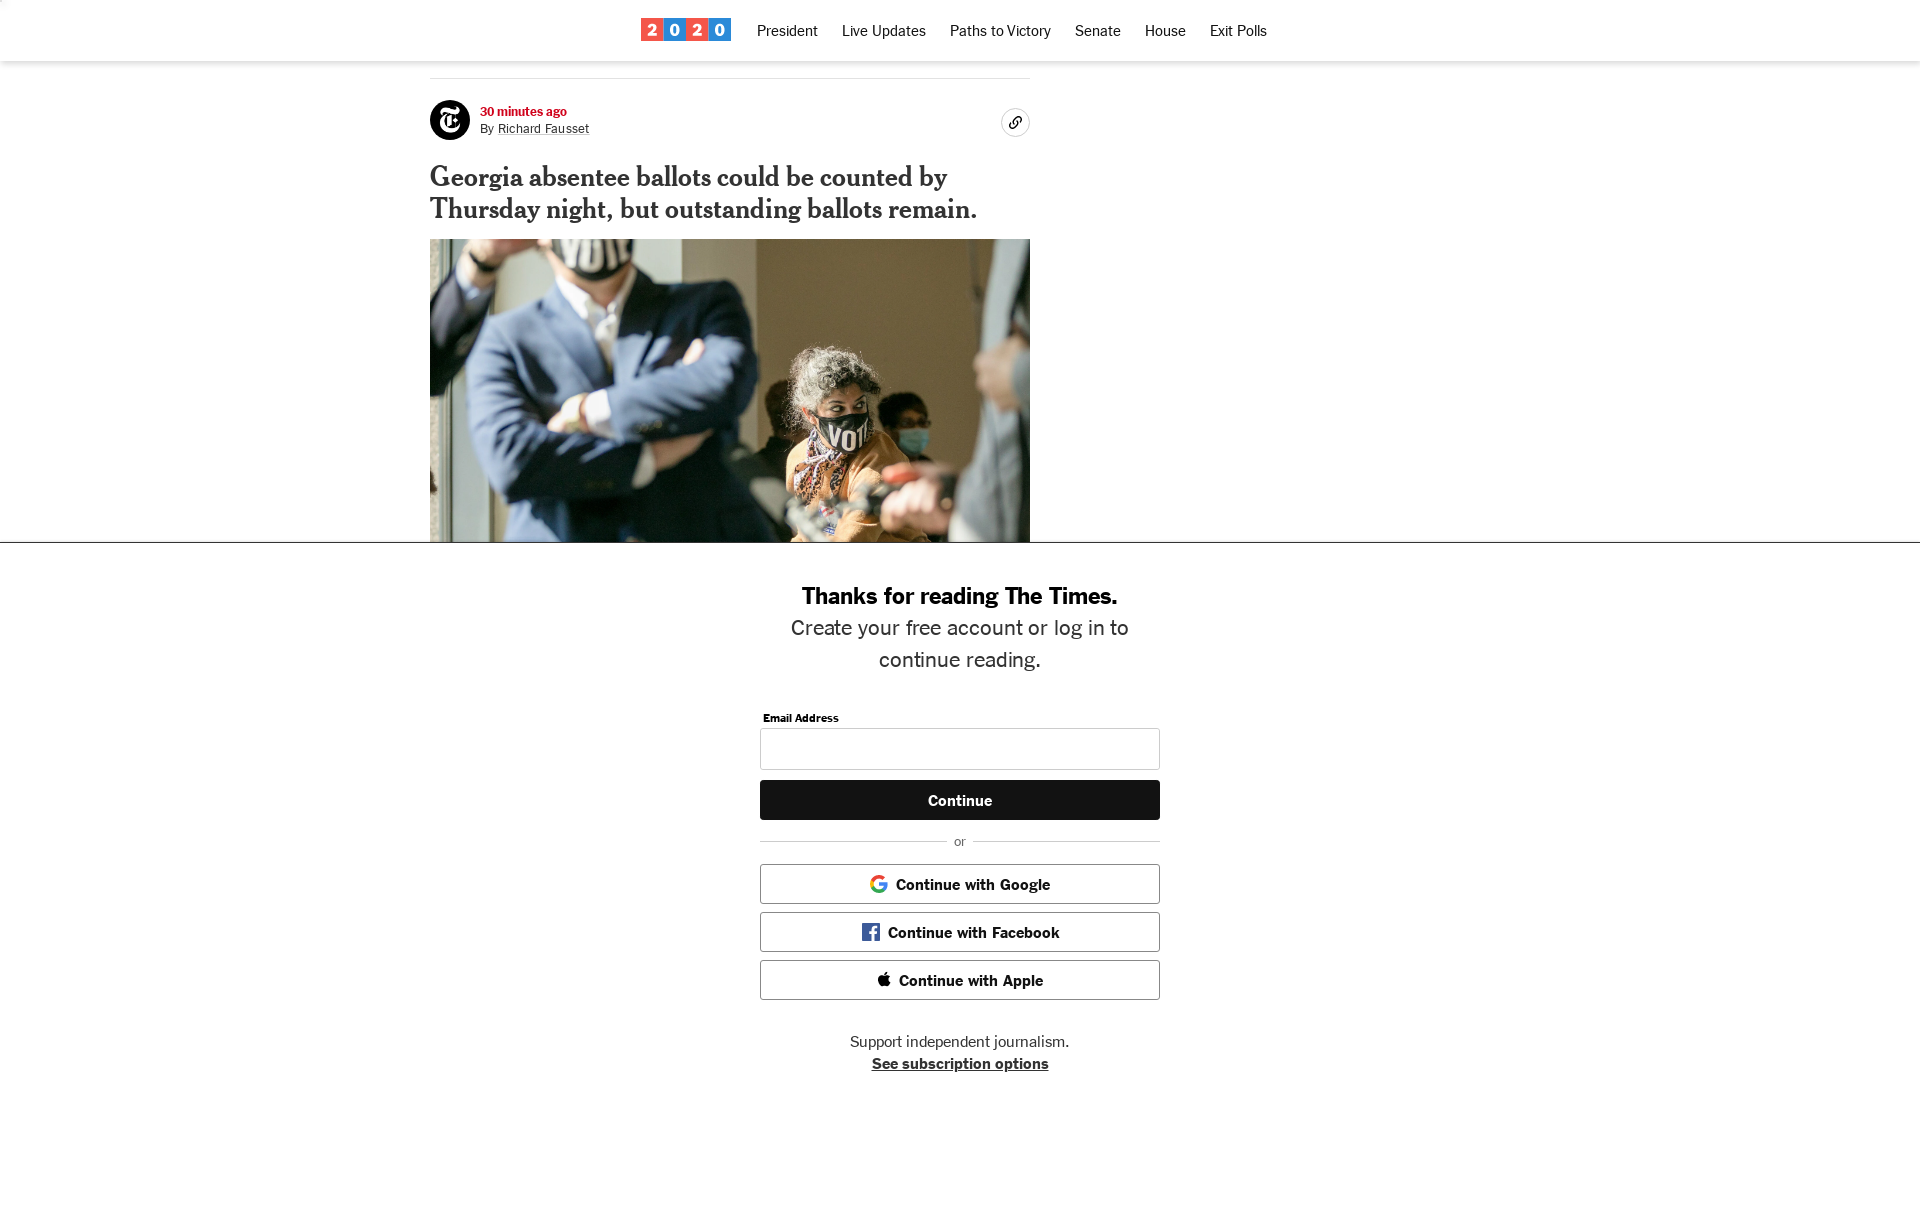 2020
President
Live Updates
Paths to Victory
Senate
House
Exit Polls
30 minutes ago
By Richard Fausset
Georgia absentee ballots could be counted by
Thursday night, but outstanding ballots remain.
VOTE
VOT
Thanks for reading The Times.
Create your free account or log in to
continue reading.
Email Address
Continue
or
Continue with Google
Continue with Facebook
Continue with Apple
Support independent journalism.
See subscription options